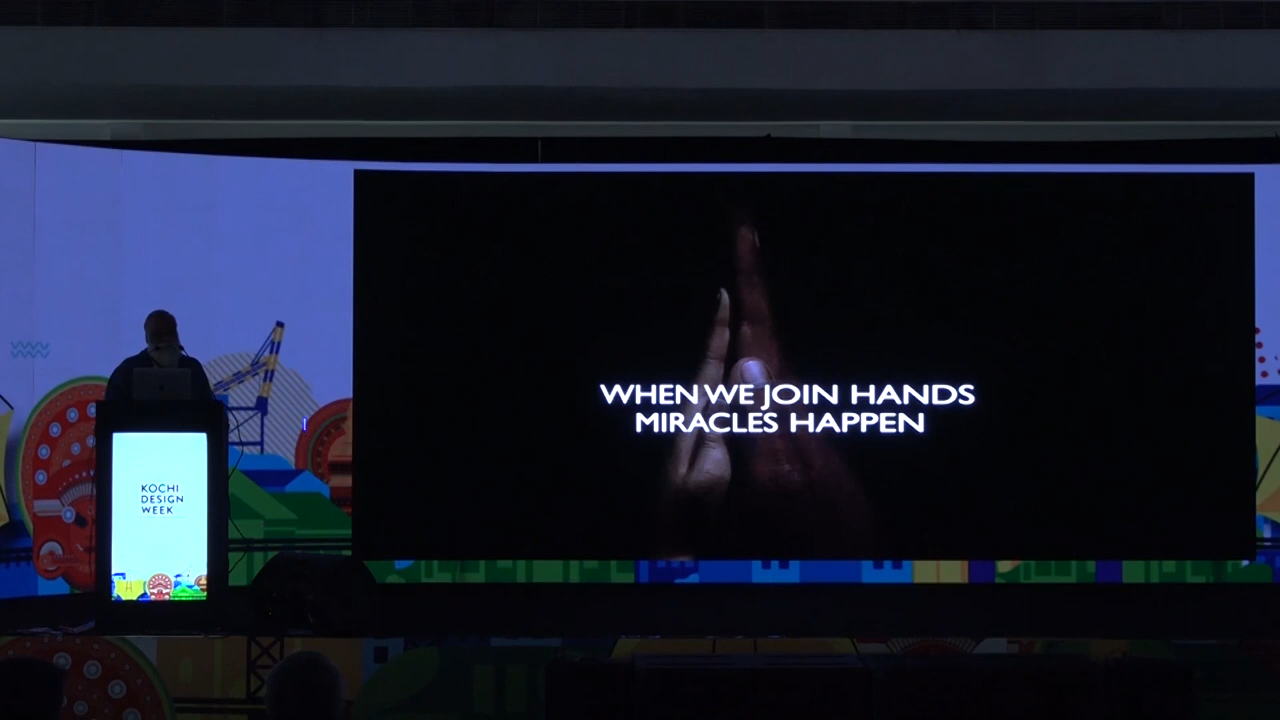 WHEN WE JOIN HANDS
MIRACLES HAPPEN
KOCHI
DESIGN
WEEK